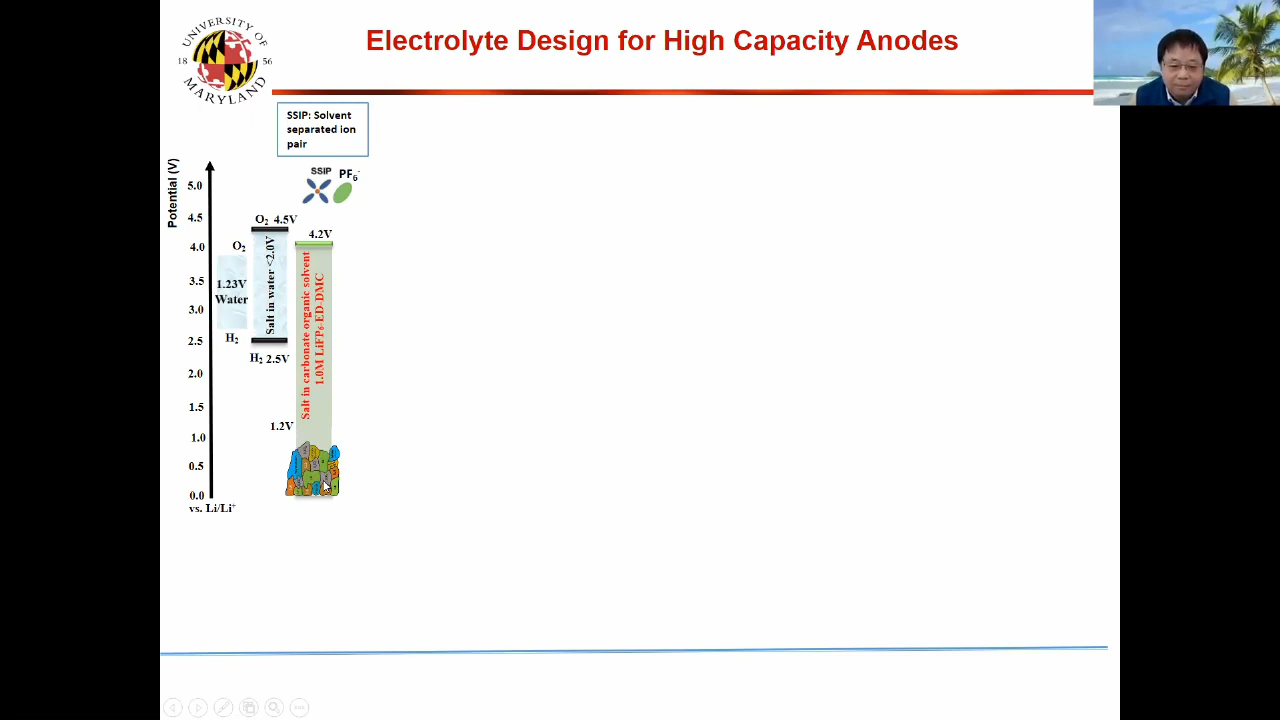 Electrolyte Design for High Capacity Anodes
UNIVERSITY OF
18 56
MARYLAND
SSIP: Solvent
separated ion
pair
SSIP
PF6-
Potential (V)
5.0
4.5
4.0
3.5
3.0
2.5
2.0
1.5
1.0
0.5
0.0
vs. Li/Li+
O2
1.23V
Water
H2
O2 4.5V
Salt in water <2.0V
H2 2.5V
4.2V
Salt in carbonate organic solvent
1.0M LiFP6-ED-DMC
1.2V